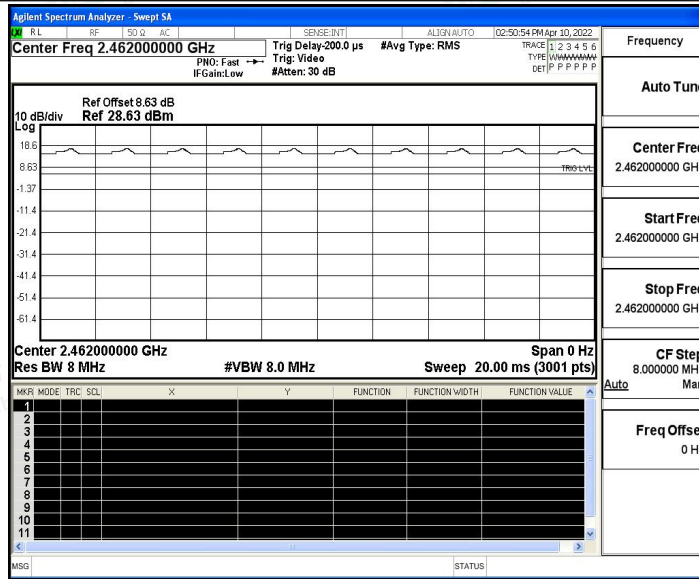 Agilent Spectrum Analyzer - Swept SA
LXI RL RF 50 Ω AC SENSE:INT ALIGN AUTO 02:50:54 PM Apr 10, 2022
Center Freq 2.462000000 GHz
PNO: Fast
IFGain:Low
Trig Delay-200.0 µs
Trig: Video
#Atten: 30 dB
#Avg Type: RMS
TRACE 1 2 3 4 5 6
TYPE
DET P P P P P P
Ref Offset 8.63 dB
10 dB/div Ref 28.63 dBm
Log
18.6
8.63
TRIG LVL
-1.37
-11.4
-21.4
-31.4
-41.4
-51.4
-61.4
Center 2.462000000 GHz Span 0 Hz
Res BW 8 MHz #VBW 8.0 MHz Sweep 20.00 ms (3001 pts)
MKR MODE TRC SCL X Y FUNCTION FUNCTION WIDTH FUNCTION VALUE
1
2
3
4
5
6
7
8
9
10
11
MSG STATUS
Frequency
Auto Tun
Center Fre
2.462000000 GH
Start Fre
2.462000000 GH
Stop Fre
2.462000000 GH
CF Step
8.000000 MH
Auto Ma
Freq Offse
0 H